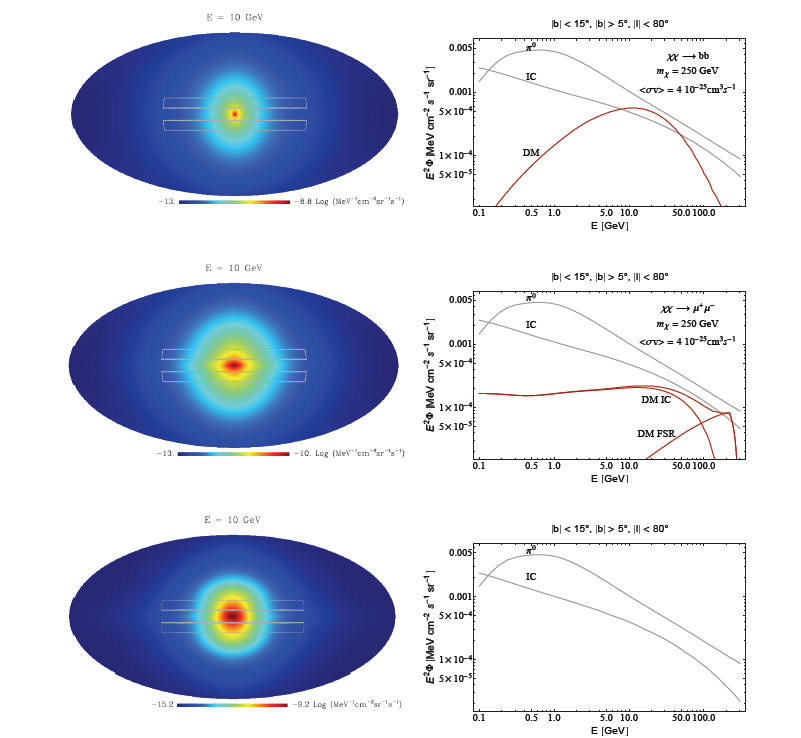 E = 10 GeV
−13. −8.8 Log (MeV⁻¹cm⁻²sr⁻¹s⁻¹)
|b| < 15°, |b| > 5°, |l| < 80°
E²Φ [MeV cm⁻² s⁻¹ sr⁻¹]
0.005
0.001
5×10⁻⁴
1×10⁻⁴
5×10⁻⁵
π⁰
IC
DM
χχ → bb
mχ = 250 GeV
<σv> = 4 10⁻²⁵cm³s⁻¹
0.1 0.5 1.0 5.0 10.0 50.0 100.0
E [GeV]
E = 10 GeV
−13. −10. Log (MeV⁻¹cm⁻²sr⁻¹s⁻¹)
|b| < 15°, |b| > 5°, |l| < 80°
E²Φ [MeV cm⁻² s⁻¹ sr⁻¹]
0.005
0.001
5×10⁻⁴
1×10⁻⁴
5×10⁻⁵
π⁰
IC
DM IC
DM FSR
χχ → μ⁺μ⁻
mχ = 250 GeV
<σv> = 4 10⁻²⁵cm³s⁻¹
0.1 0.5 1.0 5.0 10.0 50.0 100.0
E [GeV]
E = 10 GeV
−15.2 −9.2 Log (MeV⁻¹cm⁻²sr⁻¹s⁻¹)
|b| < 15°, |b| > 5°, |l| < 80°
E²Φ [MeV cm⁻² s⁻¹ sr⁻¹]
0.005
0.001
5×10⁻⁴
1×10⁻⁴
5×10⁻⁵
π⁰
IC
0.1 0.5 1.0 5.0 10.0 50.0 100.0
E [GeV]